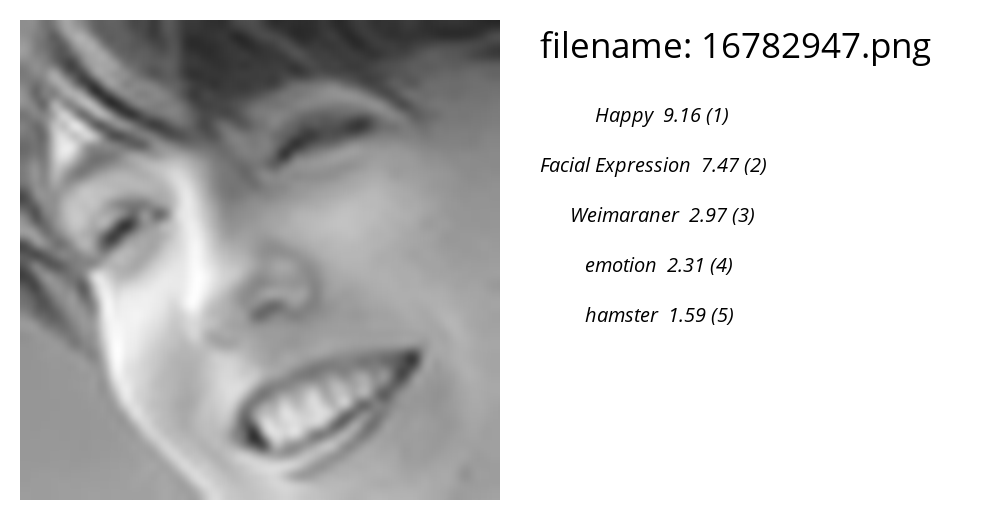 filename: 16782947.png
Happy 9.16 (1)
Facial Expression 7.47 (2)
Weimaraner 2.97 (3)
emotion 2.31 (4)
hamster 1.59 (5)